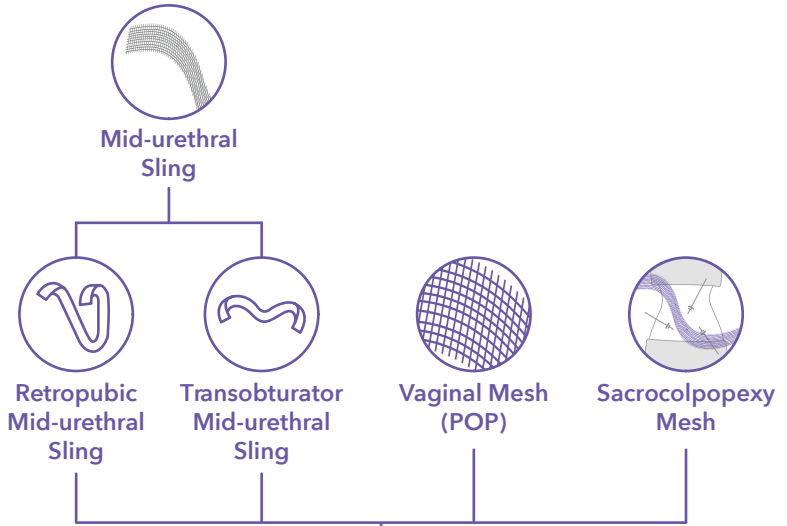 Mid-urethral
Sling
Retropubic
Mid-urethral
Sling
Transobturator
Mid-urethral
Sling
Vaginal Mesh
(POP)
Sacrocolpopexy
Mesh